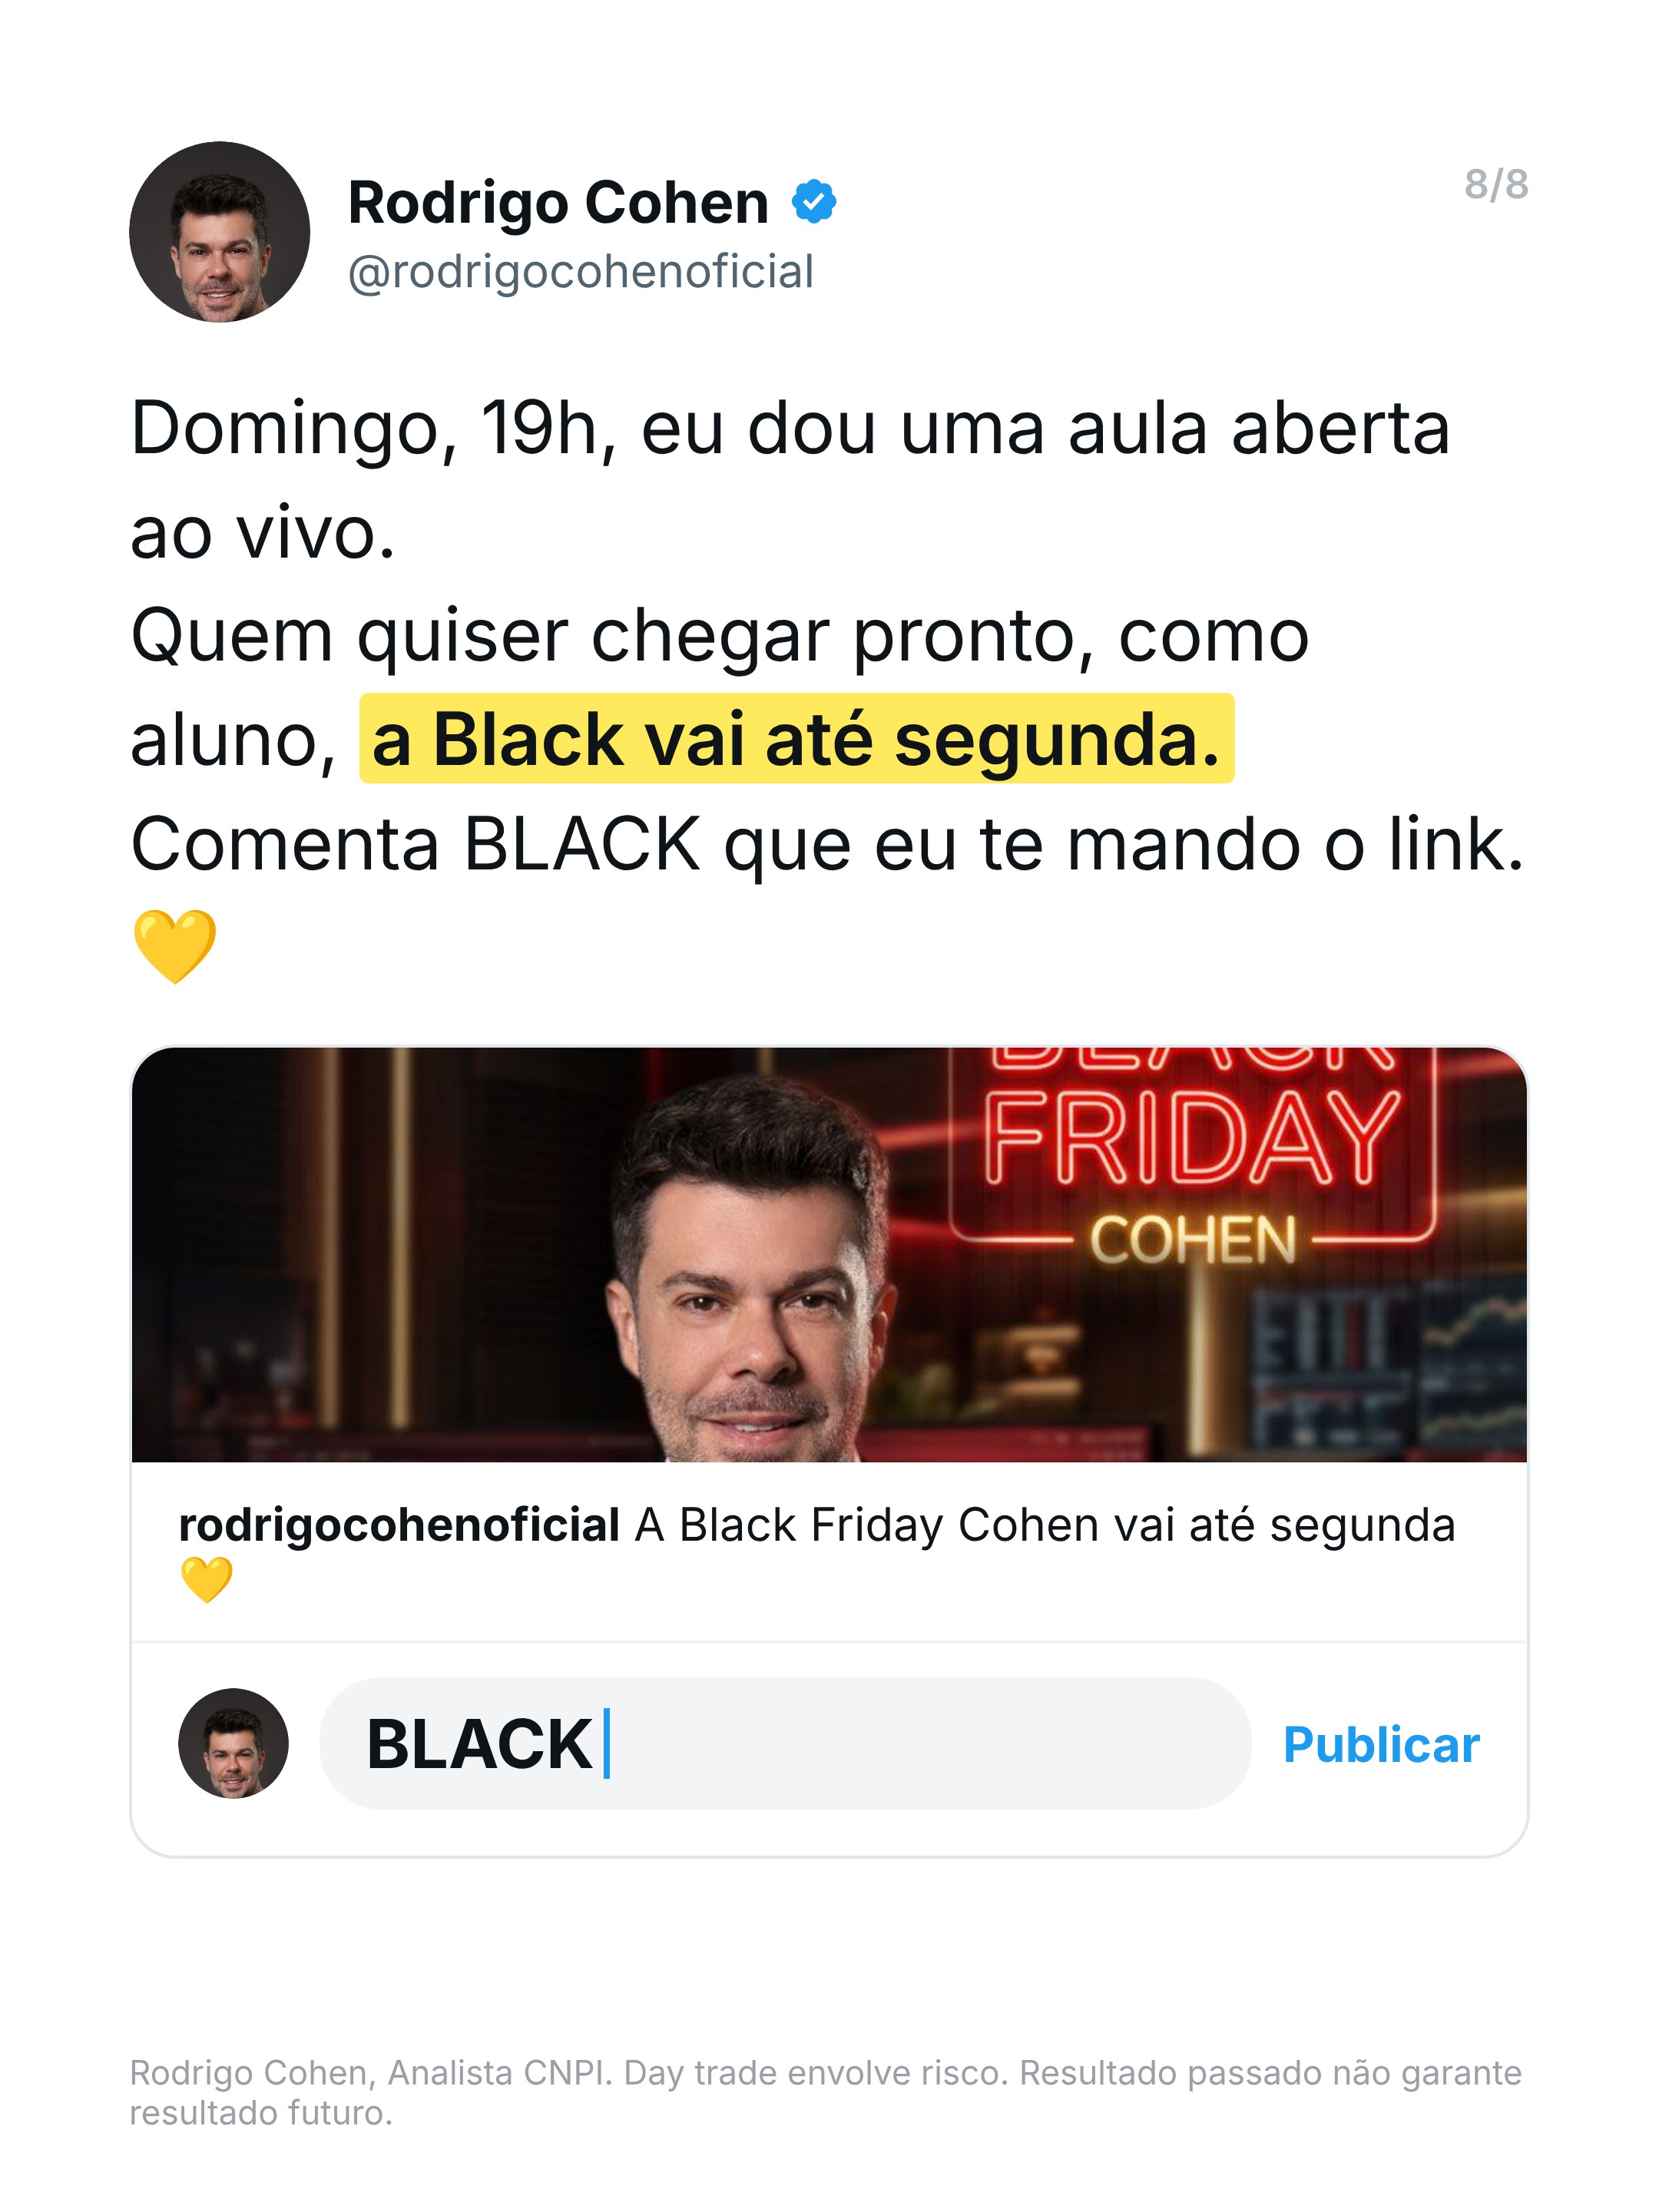 Rodrigo Cohen
8/8
@rodrigocohenoficial
Domingo, 19h, eu dou uma aula aberta
ao vivo.
Quem quiser chegar pronto, como
aluno, a Black vai até segunda.
Comenta BLACK que eu te mando o link.
💛
BLACK
FRIDAY
COHEN
rodrigocohenoficial A Black Friday Cohen vai até segunda
💛
BLACK
Publicar
Rodrigo Cohen, Analista CNPI. Day trade envolve risco. Resultado passado não garante
resultado futuro.